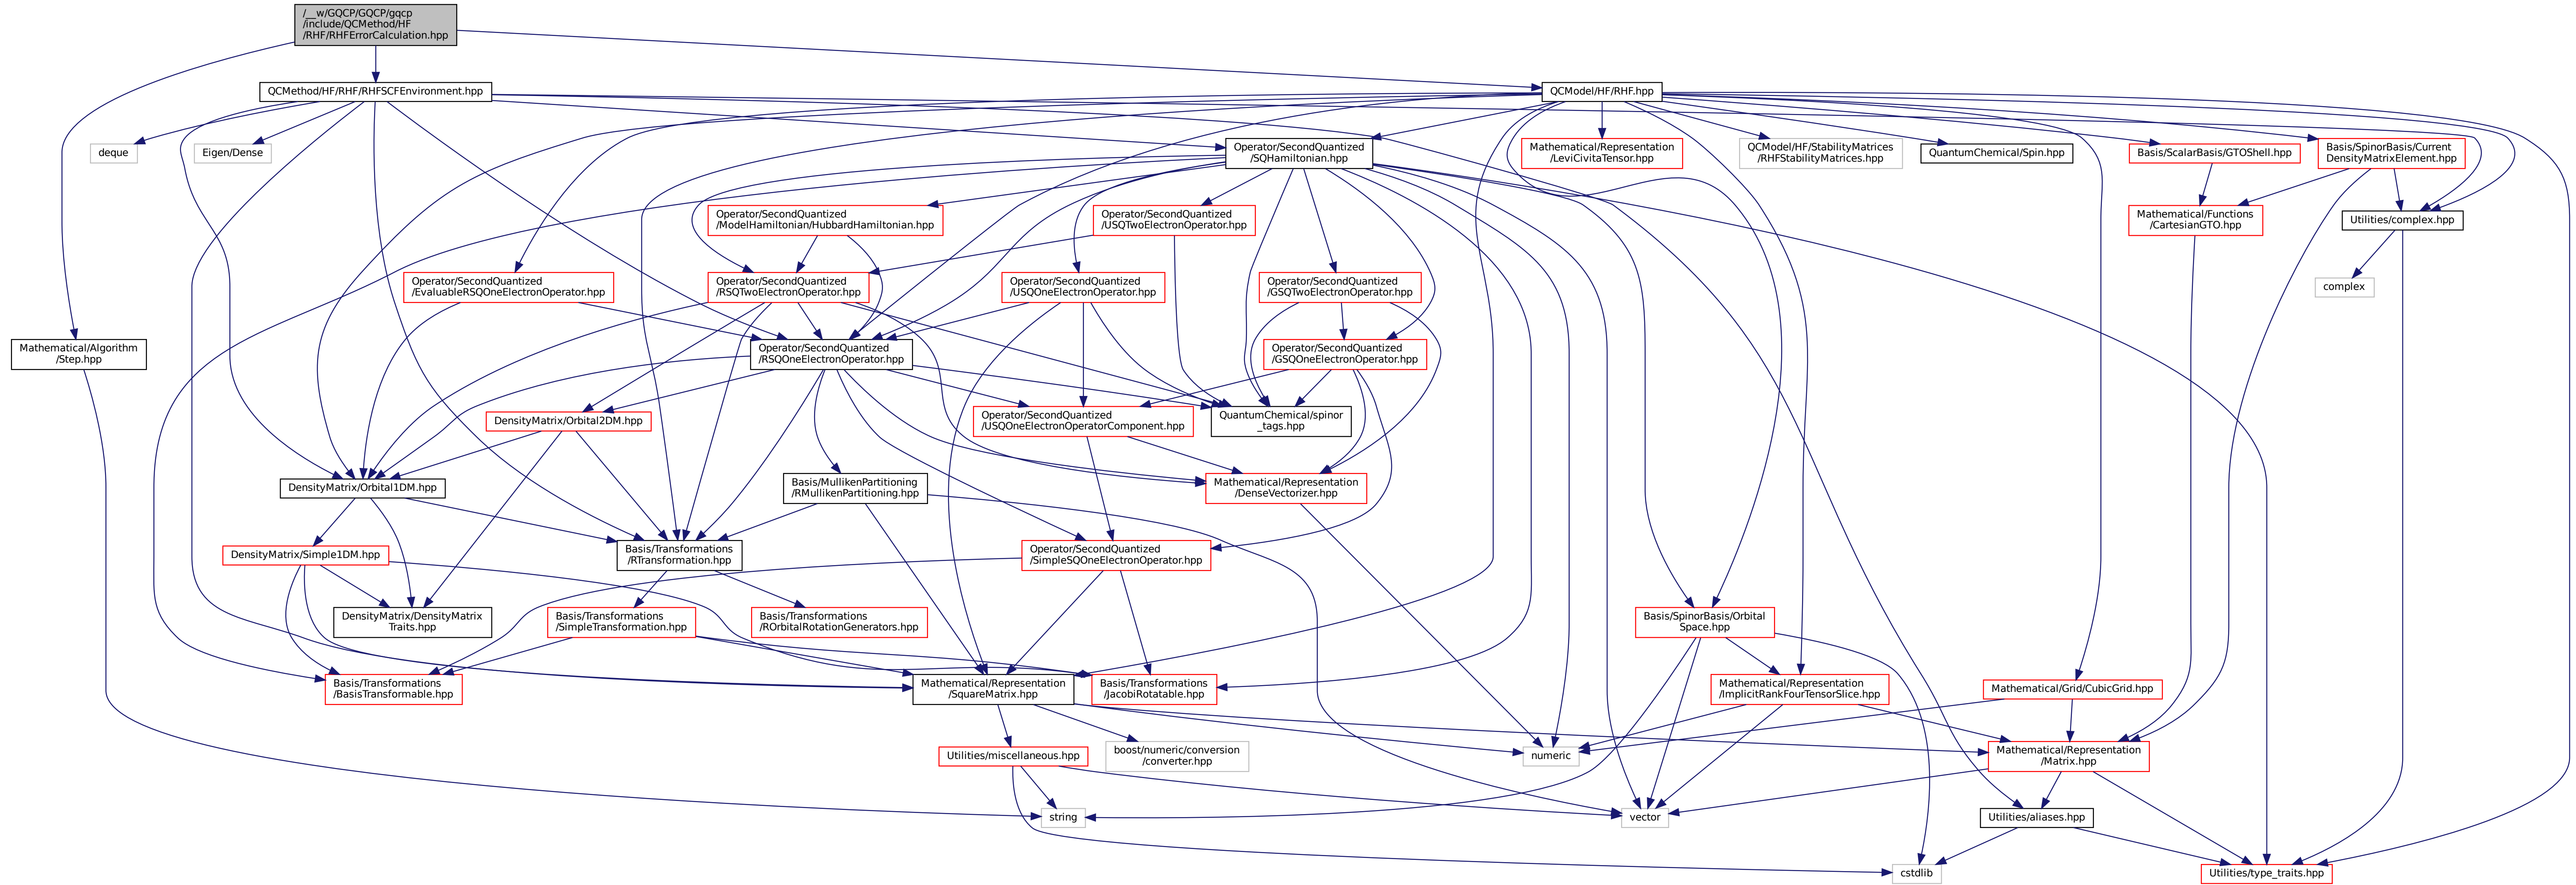 /__w/GQCP/GQCP/gqcp
/include/QCMethod/HF
/RHF/RHFErrorCalculation.hpp
QCMethod/HF/RHF/RHFSCFEnvironment.hpp
QCModel/HF/RHF.hpp
deque
Eigen/Dense
Operator/SecondQuantized
/SQHamiltonian.hpp
Mathematical/Representation
/LeviCivitaTensor.hpp
QCModel/HF/StabilityMatrices
/RHFStabilityMatrices.hpp
QuantumChemical/Spin.hpp
Basis/ScalarBasis/GTOShell.hpp
Basis/SpinorBasis/Current
DensityMatrixElement.hpp
Operator/SecondQuantized
/ModelHamiltonian/HubbardHamiltonian.hpp
Operator/SecondQuantized
/USQTwoElectronOperator.hpp
Mathematical/Functions
/CartesianGTO.hpp
Utilities/complex.hpp
Operator/SecondQuantized
/EvaluableRSQOneElectronOperator.hpp
Operator/SecondQuantized
/RSQTwoElectronOperator.hpp
Operator/SecondQuantized
/USQOneElectronOperator.hpp
Operator/SecondQuantized
/GSQTwoElectronOperator.hpp
complex
Mathematical/Algorithm
/Step.hpp
Operator/SecondQuantized
/RSQOneElectronOperator.hpp
Operator/SecondQuantized
/GSQOneElectronOperator.hpp
DensityMatrix/Orbital2DM.hpp
Operator/SecondQuantized
/USQOneElectronOperatorComponent.hpp
QuantumChemical/spinor
_tags.hpp
DensityMatrix/Orbital1DM.hpp
Basis/MullikenPartitioning
/RMullikenPartitioning.hpp
Mathematical/Representation
/DenseVectorizer.hpp
DensityMatrix/Simple1DM.hpp
Basis/Transformations
/RTransformation.hpp
Operator/SecondQuantized
/SimpleSQOneElectronOperator.hpp
DensityMatrix/DensityMatrix
Traits.hpp
Basis/Transformations
/SimpleTransformation.hpp
Basis/Transformations
/ROrbitalRotationGenerators.hpp
Basis/SpinorBasis/Orbital
Space.hpp
Basis/Transformations
/BasisTransformable.hpp
Mathematical/Representation
/SquareMatrix.hpp
Basis/Transformations
/JacobiRotatable.hpp
Mathematical/Representation
/ImplicitRankFourTensorSlice.hpp
Mathematical/Grid/CubicGrid.hpp
Utilities/miscellaneous.hpp
boost/numeric/conversion
/converter.hpp
numeric
Mathematical/Representation
/Matrix.hpp
string
vector
Utilities/aliases.hpp
cstdlib
Utilities/type_traits.hpp